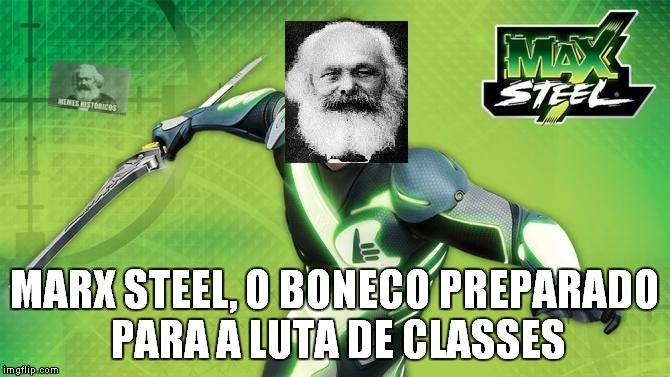 MAX
STEEL
MEMES HISTÓRICOS
MARX STEEL, O BONECO PREPARADO
PARA A LUTA DE CLASSES
imgflip.com